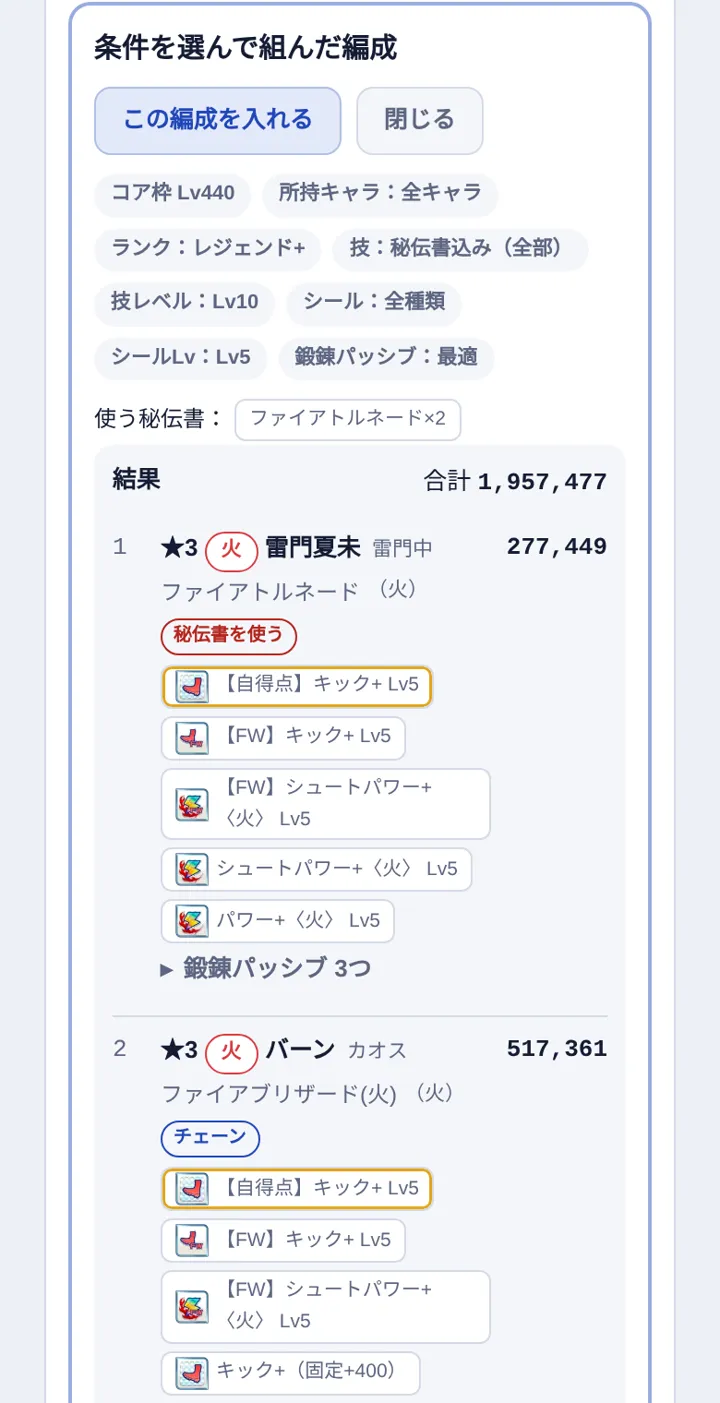 条件を選んで組んだ編成
この編成を入れる 閉じる
コア枠 Lv440 所持キャラ：全キャラ
ランク：レジェンド+ 技：秘伝書込み（全部）
技レベル：Lv10 シール：全種類
シールLv：Lv5 鍛錬パッシブ：最適
使う秘伝書： ファイアトルネード×2
結果 合計 1,957,477
1 ★3 火 雷門夏未 雷門中 277,449
ファイアトルネード （火）
秘伝書を使う
【自得点】キック+ Lv5
【FW】キック+ Lv5
【FW】シュートパワー+
〈火〉 Lv5
シュートパワー+〈火〉 Lv5
パワー+〈火〉 Lv5
▶ 鍛錬パッシブ 3つ
2 ★3 火 バーン カオス 517,361
ファイアブリザード(火) （火）
チェーン
【自得点】キック+ Lv5
【FW】キック+ Lv5
【FW】シュートパワー+
〈火〉 Lv5
キック+（固定+400）